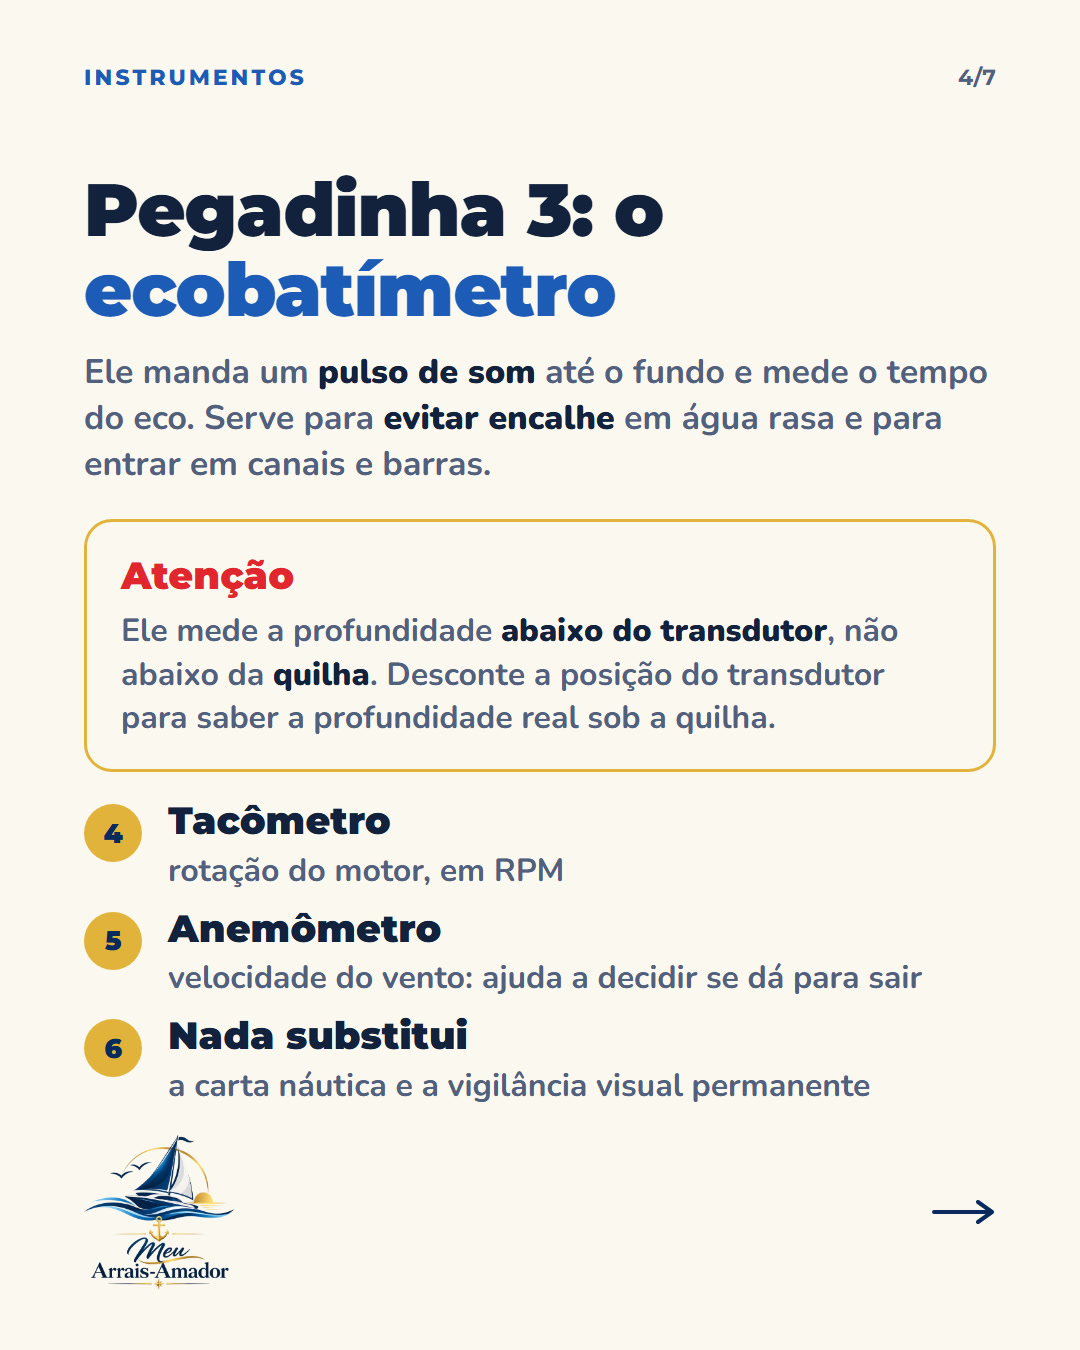 INSTRUMENTOS
4/7
Pegadinha 3: o
ecobatímetro
Ele manda um pulso de som até o fundo e mede o tempo
do eco. Serve para evitar encalhe em água rasa e para
entrar em canais e barras.
Atenção
Ele mede a profundidade abaixo do transdutor, não
abaixo da quilha. Desconte a posição do transdutor
para saber a profundidade real sob a quilha.
4
Tacômetro
rotação do motor, em RPM
5
Anemômetro
velocidade do vento: ajuda a decidir se dá para sair
6
Nada substitui
a carta náutica e a vigilância visual permanente
Meu
Arrais-Amador